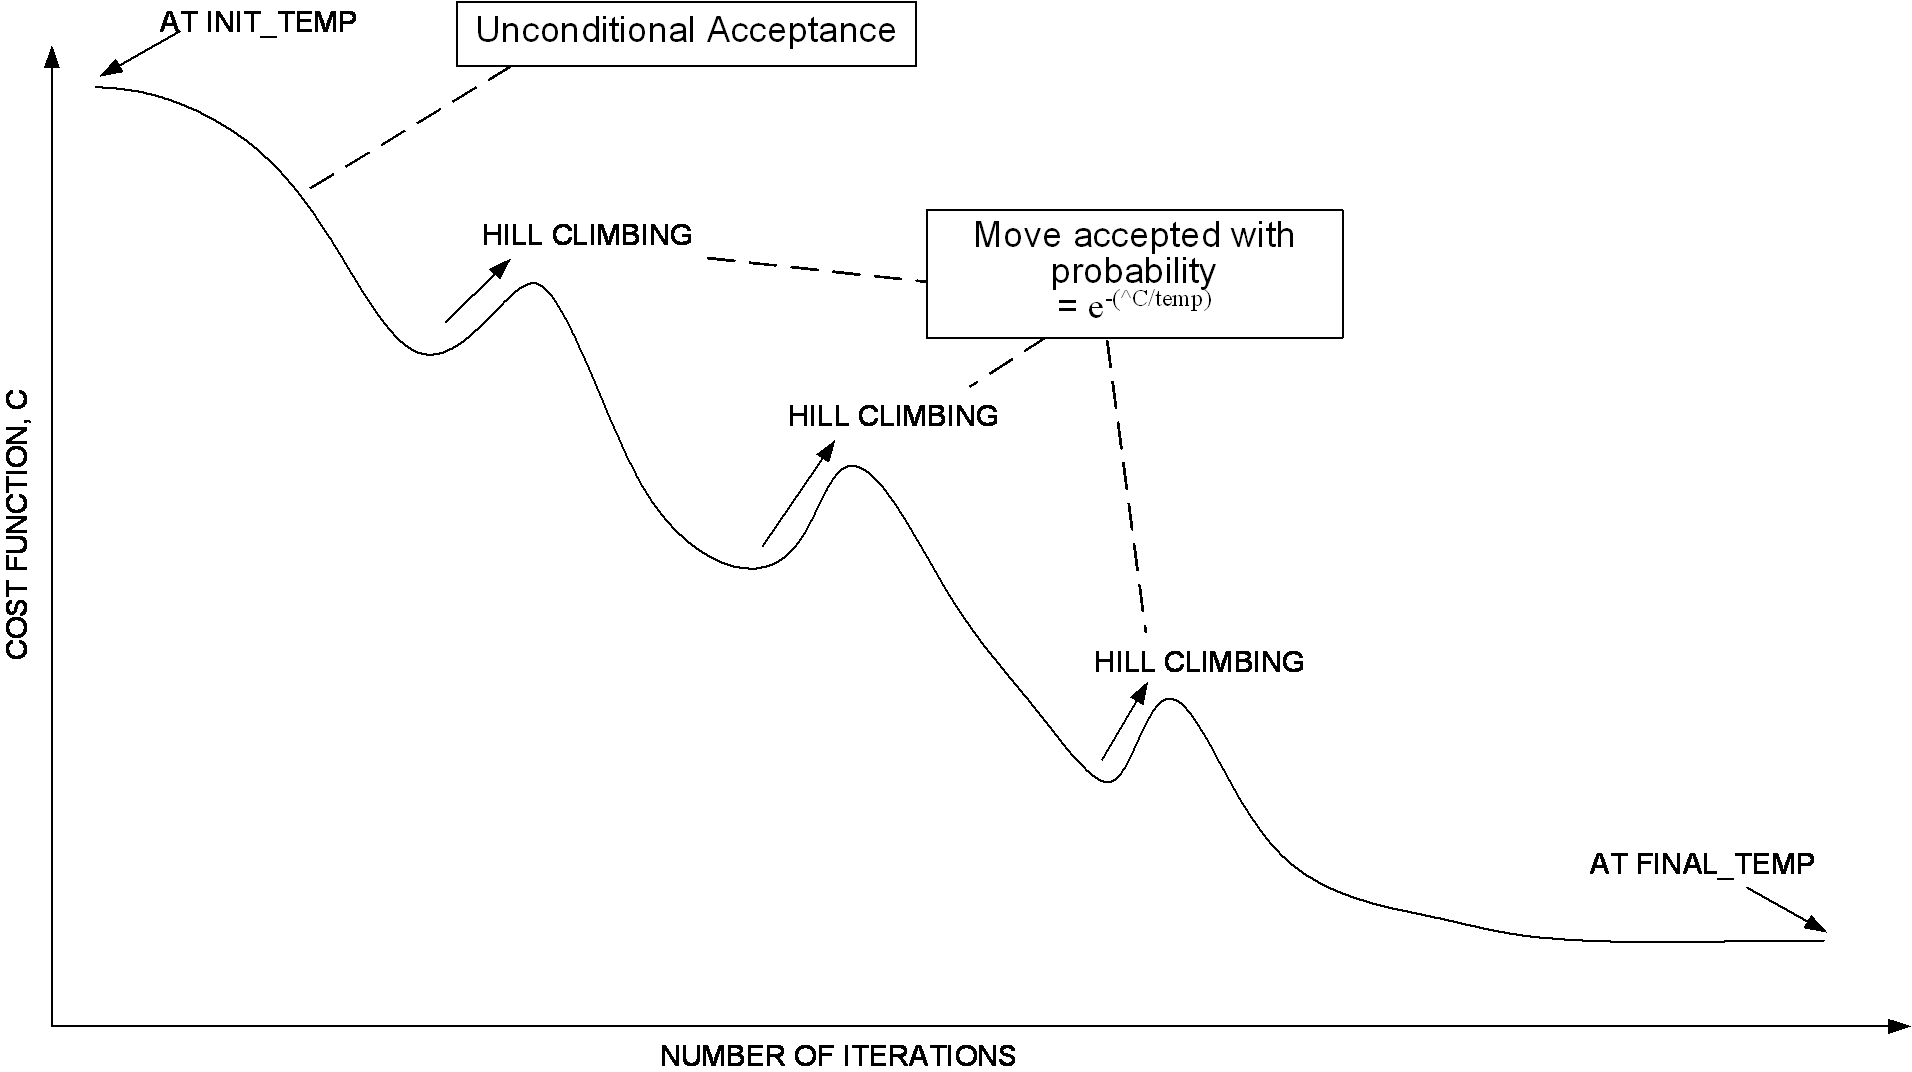 AT INIT_TEMP
Unconditional Acceptance
HILL CLIMBING
Move accepted with
probability
= e-(^C/temp)
HILL CLIMBING
COST FUNCTION, C
HILL CLIMBING
AT FINAL_TEMP
NUMBER OF ITERATIONS